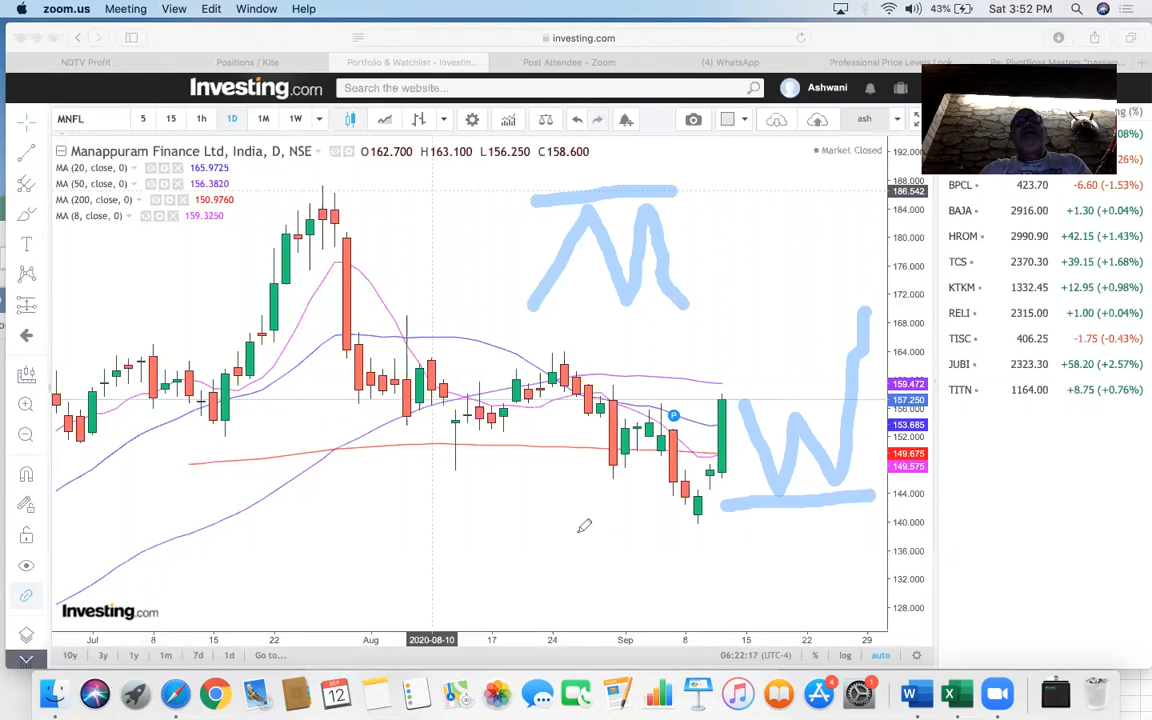 zoom.us Meeting View Edit Window Help 43% Sat 3:52 PM
investing.com
NDTV Profit Positions / Kite Portfolio & Watchlist - Investin... Post Attendee - Zoom (4) WhatsApp Professional Price Levels Re: PivotBoss Masters "passwo...
Investing.com Search the website... Ashwani
MNFL 5 15 1h 1D 1M 1W ash (%)
Manappuram Finance Ltd, India, D, NSE O162.700 H163.100 L156.250 C158.600 Market Closed
MA (20, close, 0) 165.9725
MA (50, close, 0) 156.3820
MA (200, close, 0) 150.9760
MA (8, close, 0) 159.3250
192.000
188.000
186.542
184.000
180.000
176.000
172.000
168.000
164.000
159.472
157.250
156.000
153.685
152.000
149.675
149.575
144.000
140.000
136.000
132.000
128.000
P
M
W
08%)
26%)
BPCL 423.70 -6.60 (-1.53%)
BAJA 2916.00 +1.30 (+0.04%)
HROM 2990.90 +42.15 (+1.43%)
TCS 2370.30 +39.15 (+1.68%)
KTKM 1332.45 +12.95 (+0.98%)
RELI 2315.00 +1.00 (+0.04%)
TISC 406.25 -1.75 (-0.43%)
JUBI 2323.30 +58.20 (+2.57%)
TITN 1164.00 +8.75 (+0.76%)
Investing.com
Jul 8 15 22 Aug 2020-08-10 17 24 Sep 8 15 22 29
10y 3y 1y 1m 7d 1d Go to... 06:22:17 (UTC-4) % log auto
SEP 12 4 1 W X